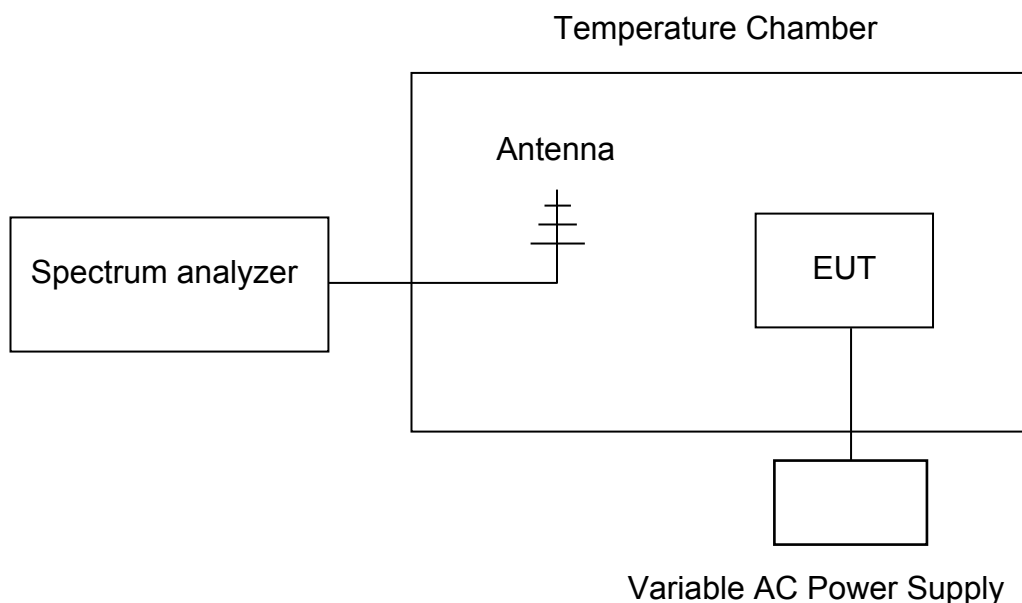 Temperature Chamber
Antenna
Spectrum analyzer
EUT
Variable AC Power Supply